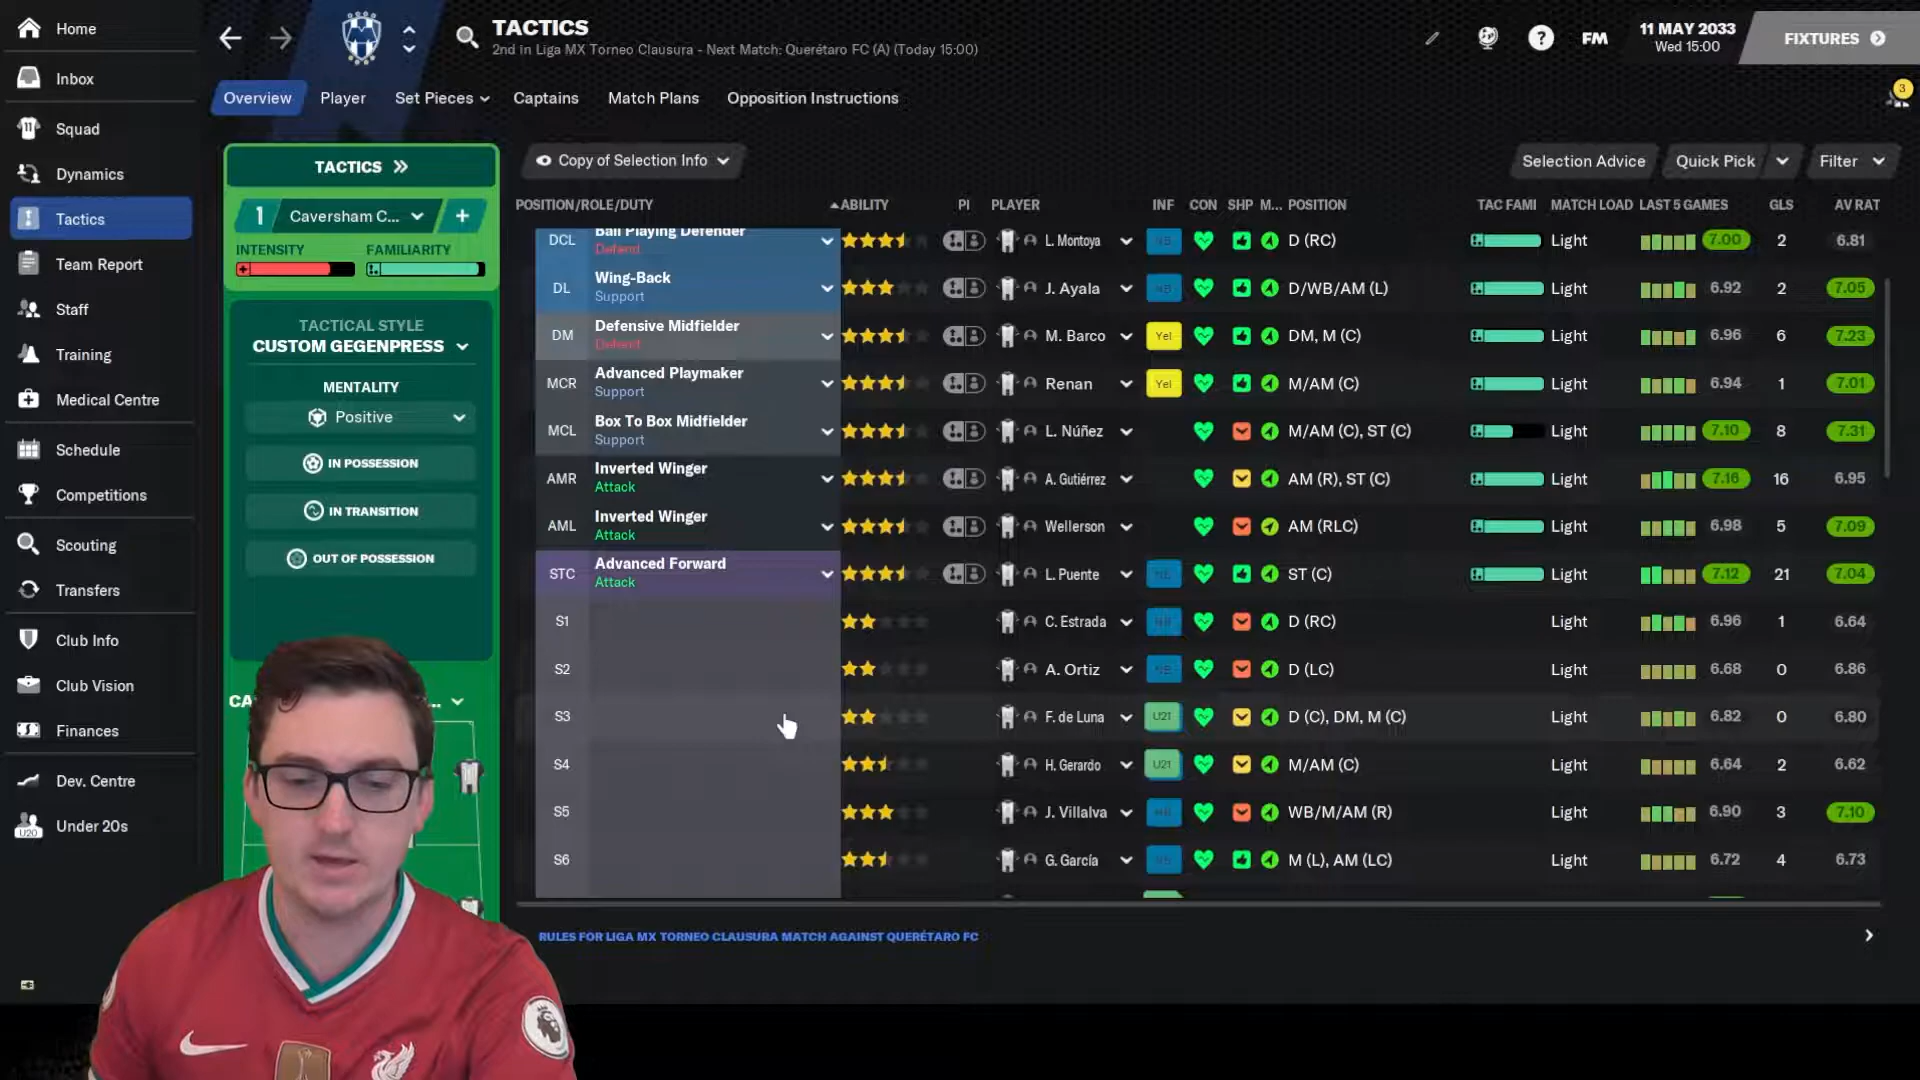 Home
Inbox
Squad
Dynamics
Tactics
Team Report
Staff
Training
Medical Centre
Schedule
Competitions
Scouting
Transfers
Club Info
Club Vision
Finances
Dev. Centre
U20 Under 20s
TACTICS
2nd in Liga MX Torneo Clausura - Next Match: Querétaro FC (A) (Today 15:00)
? FM 11 MAY 2033
Wed 15:00
FIXTURES
3
Overview Player Set Pieces Captains Match Plans Opposition Instructions
TACTICS
1 Caversham C... +
INTENSITY FAMILIARITY
TACTICAL STYLE
CUSTOM GEGENPRESS
MENTALITY
Positive
IN POSSESSION
IN TRANSITION
OUT OF POSSESSION
CA ...
Copy of Selection Info Selection Advice Quick Pick Filter
POSITION/ROLE/DUTY ABILITY PI PLAYER INF CON SHP M... POSITION TAC FAMI MATCH LOAD LAST 5 GAMES GLS AV RAT
DCL Ball Playing Defender Defend L. Montoya D (RC) Light 7.00 2 6.81
DL Wing-Back Support J. Ayala D/WB/AM (L) Light 6.92 2 7.05
DM Defensive Midfielder Defend M. Barco Yel DM, M (C) Light 6.96 6 7.23
MCR Advanced Playmaker Support Renan Yel M/AM (C) Light 6.94 1 7.01
MCL Box To Box Midfielder Support L. Núñez M/AM (C), ST (C) Light 7.10 8 7.31
AMR Inverted Winger Attack A. Gutiérrez AM (R), ST (C) Light 7.16 16 6.95
AML Inverted Winger Attack Wellerson AM (RLC) Light 6.98 5 7.09
STC Advanced Forward Attack L. Puente ST (C) Light 7.12 21 7.04
S1 C. Estrada D (RC) Light 6.96 1 6.64
S2 A. Ortiz D (LC) Light 6.68 0 6.86
S3 F. de Luna U21 D (C), DM, M (C) Light 6.82 0 6.80
S4 H. Gerardo U21 M/AM (C) Light 6.64 2 6.62
S5 J. Villalva WB/M/AM (R) Light 6.90 3 7.10
S6 G. García M (L), AM (LC) Light 6.72 4 6.73
RULES FOR LIGA MX TORNEO CLAUSURA MATCH AGAINST QUERÉTARO FC